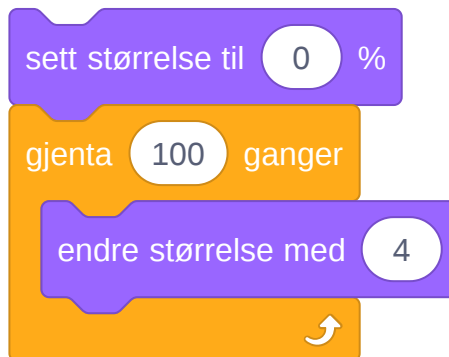 sett størrelse til 0 %
gjenta 100 ganger
endre størrelse med 4